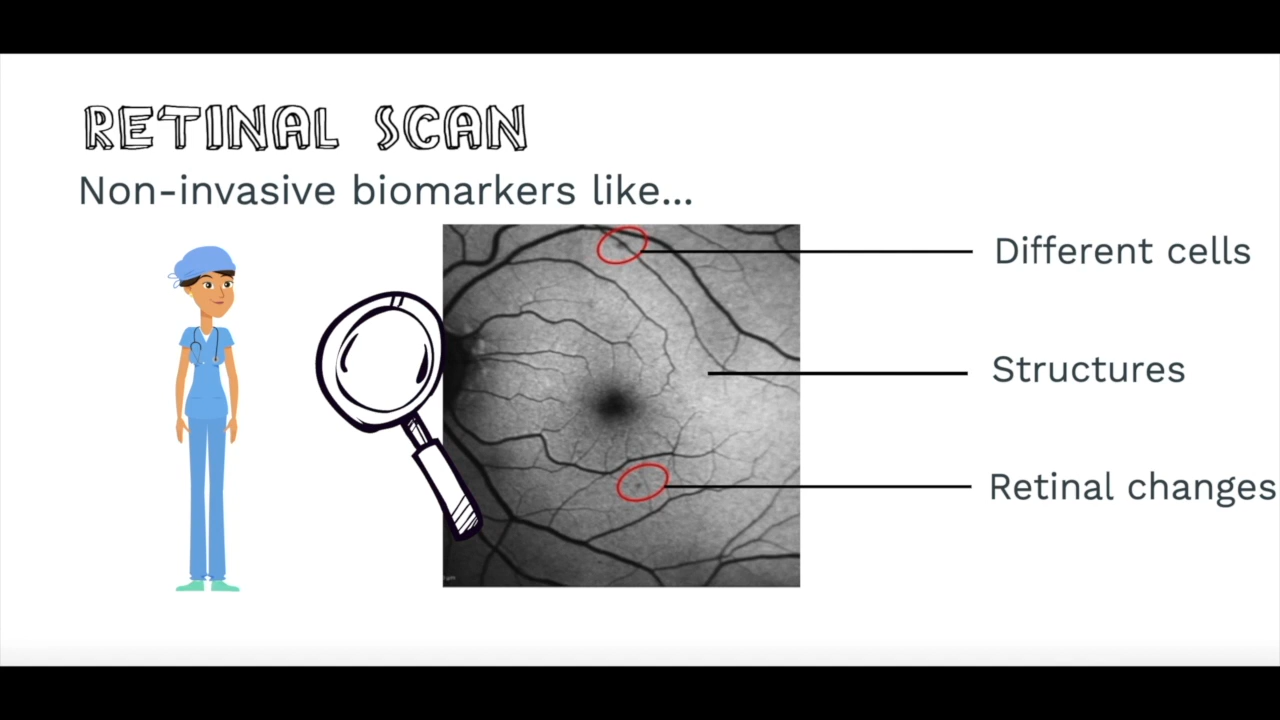 RETINAL SCAN
Non-invasive biomarkers like...
Different cells
Structures
Retinal changes